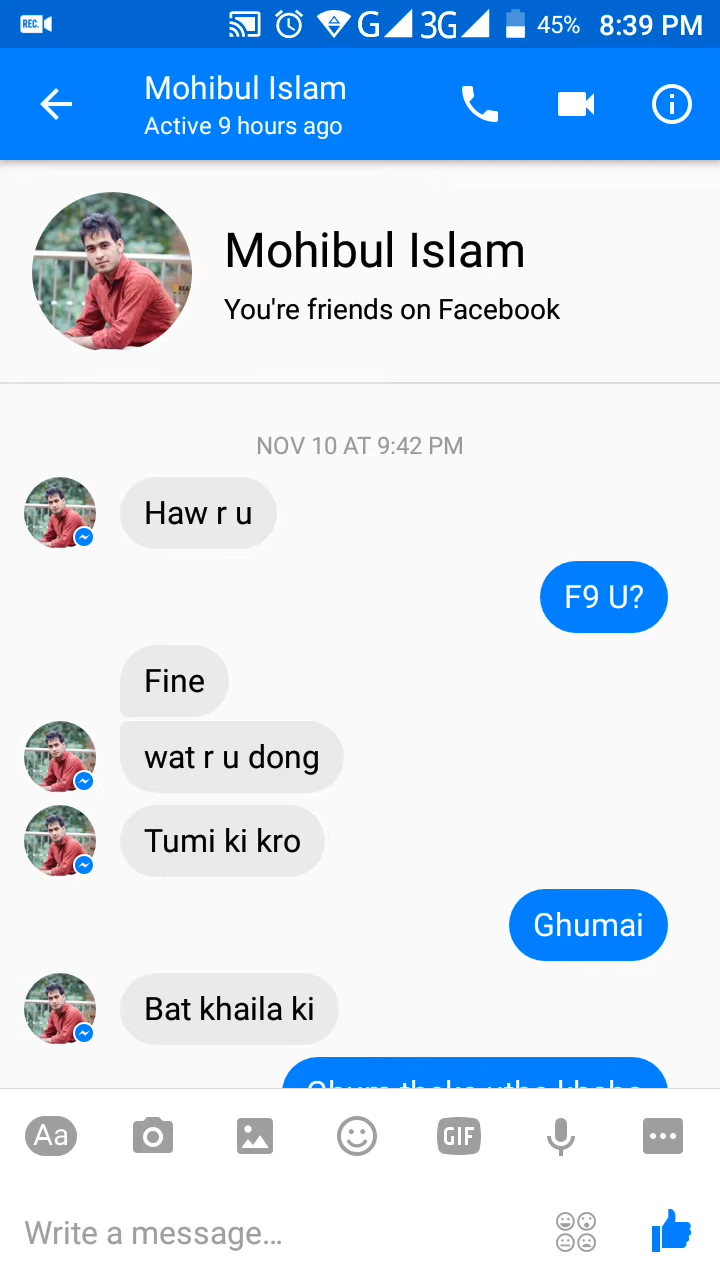 REC. G 3G 45% 8:39 PM
Mohibul Islam
Active 9 hours ago
Mohibul Islam
You're friends on Facebook
NOV 10 AT 9:42 PM
Haw r u
F9 U?
Fine
wat r u dong
Tumi ki kro
Ghumai
Bat khaila ki
Aa GIF
Write a message...